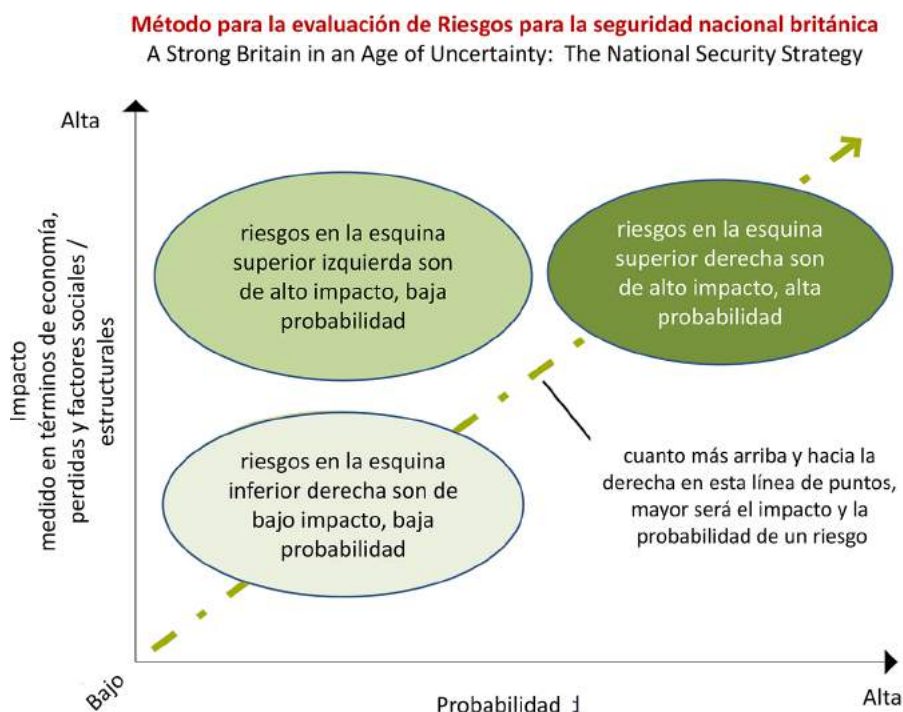 Método para la evaluación de Riesgos para la seguridad nacional británica
A Strong Britain in an Age of Uncertainty: The National Security Strategy
Alta
Impacto
medido en términos de economía,
perdidas y factores sociales /
estructurales
riesgos en la esquina
superior izquierda son
de alto impacto, baja
probabilidad
riesgos en la esquina
superior derecha son
de alto impacto, alta
probabilidad
riesgos en la esquina
inferior derecha son de
bajo impacto, baja
probabilidad
cuanto más arriba y hacia la
derecha en esta línea de puntos,
mayor será el impacto y la
probabilidad de un riesgo
Bajo
Probabilidad
Alta